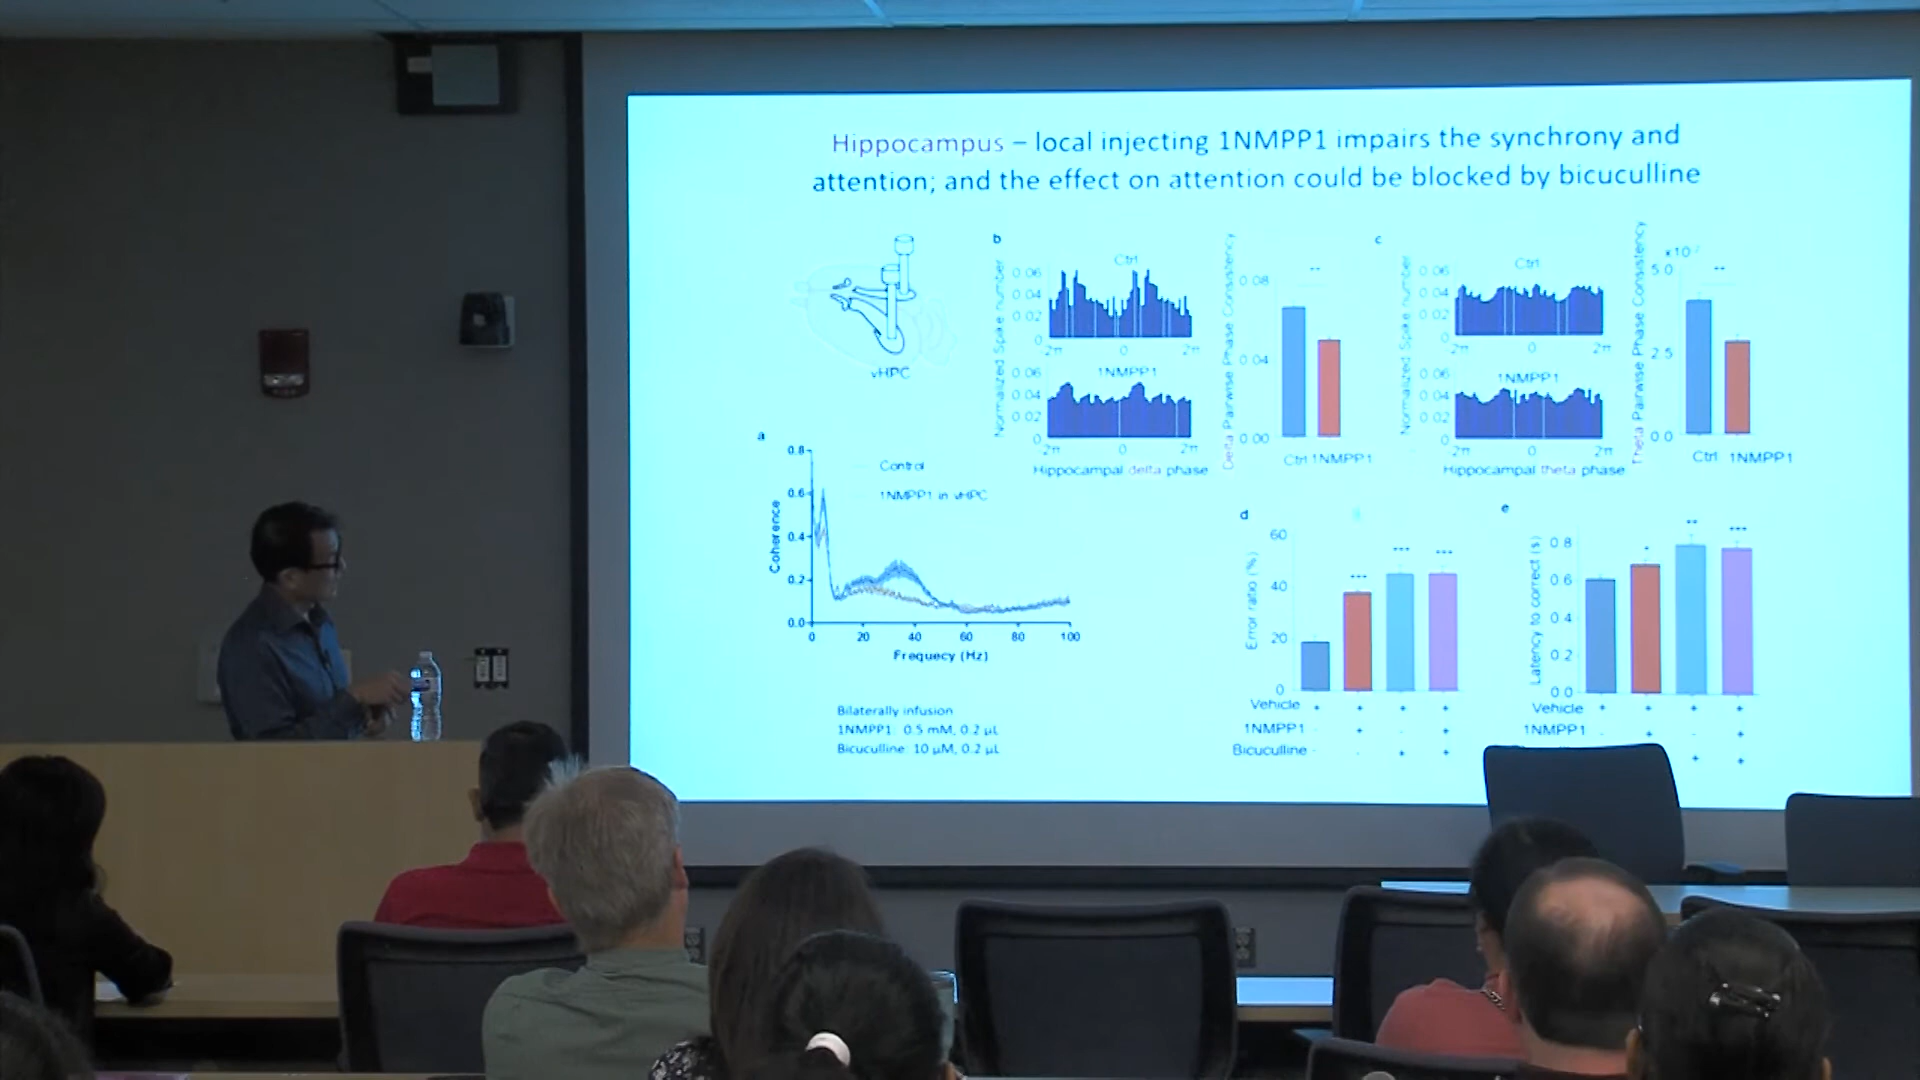 Hippocampus – local injecting 1NMPP1 impairs the synchrony and
attention; and the effect on attention could be blocked by bicuculline
vHPC
b
Ctrl
Normalized Spike number
0.06
0.04
0.02
0
-2π 0 2π
1NMPP1
0.06
0.04
0.02
0
-2π 0 2π
Hippocampal delta phase
Delta Pairwise Phase Consistency
0.08
0.04
0.00
**
Ctrl 1NMPP1
c
Ctrl
Normalized Spike number
0.06
0.04
0.02
0
-2π 0 2π
1NMPP1
0.06
0.04
0.02
0
-2π 0 2π
Hippocampal theta phase
Theta Pairwise Phase Consistency
5.0
2.5
0.0
**
Ctrl 1NMPP1
a
Coherence
0.8
0.6
0.4
0.2
0.0
Control
1NMPP1 in vHPC
0 20 40 60 80 100
Frequecy (Hz)
Bilaterally infusion
1NMPP1: 0.5 mM, 0.2 µL
Bicuculline: 10 µM, 0.2 µL
d
Error ratio (%)
60
40
20
0
*** *** ***
Vehicle + + + +
1NMPP1 - + - +
Bicuculline - - + +
e
Latency to correct (s)
0.8
0.6
0.4
0.2
0.0
* ** ***
Vehicle + + + +
1NMPP1 - + - +
+ +